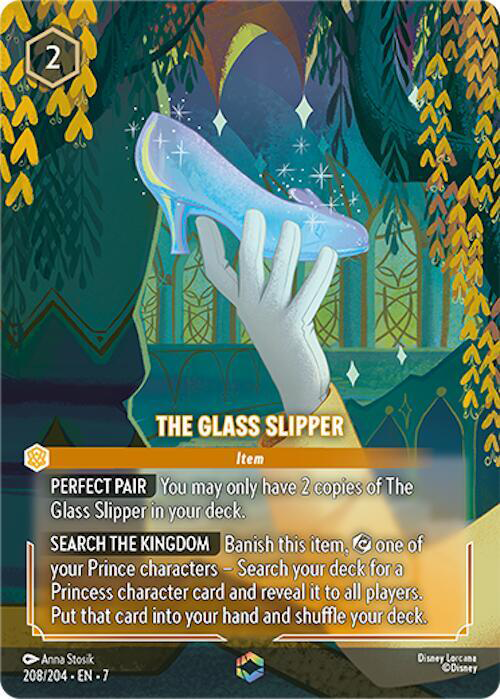 2
THE GLASS SLIPPER
Item
PERFECT PAIR You may only have 2 copies of The
Glass Slipper in your deck.
SEARCH THE KINGDOM Banish this item, one of
your Prince characters – Search your deck for a
Princess character card and reveal it to all players.
Put that card into your hand and shuffle your deck.
Anna Stosik
Disney Lorcana
208/204 • EN • 7
©Disney